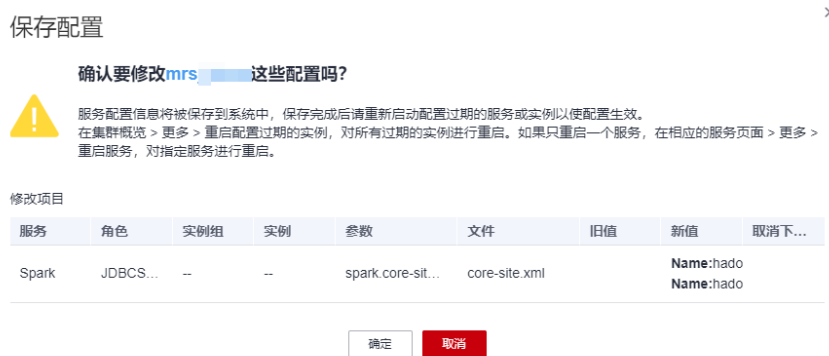 保存配置
确认要修改mrs 这些配置吗?
服务配置信息将被保存到系统中，保存完成后请重新启动配置过期的服务或实例以使配置生效。
在集群概览 > 更多 > 重启配置过期的实例，对所有过期的实例进行重启。如果只重启一个服务，在相应的服务页面 > 更多 >
重启服务，对指定服务进行重启。
修改项目
服务 角色 实例组 实例 参数 文件 旧值 新值 取消下...
Spark JDBCS... -- -- spark.core-sit... core-site.xml Name:hado
Name:hado
确定 取消